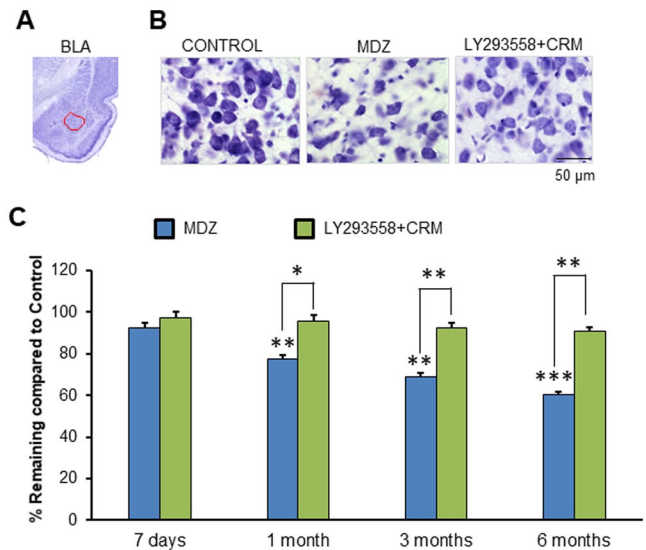 A
BLA
B
CONTROL
MDZ
LY293558+CRM
50 µm
C
MDZ
LY293558+CRM
% Remaining compared to Control
120
100
80
60
40
20
0
*
**
**
**
**
***
7 days
1 month
3 months
6 months